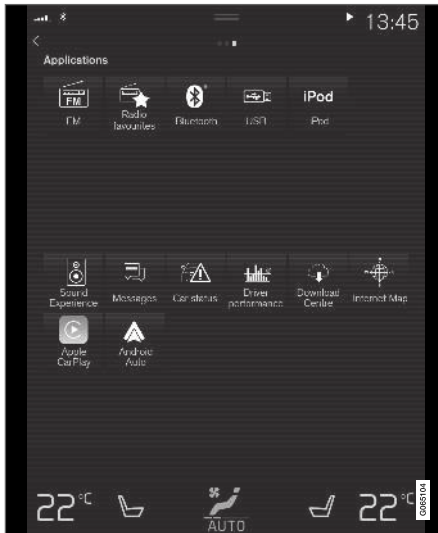 13:45
Applications
FM
iPod
FM
Radio
favourites
Bluetooth
USB
iPod
Sound
Experience
Messages
Car status
Driver
performance
Download
Centre
Internet Map
Apple
CarPlay
Android
Auto
22°C
AUTO
22°C
G065104